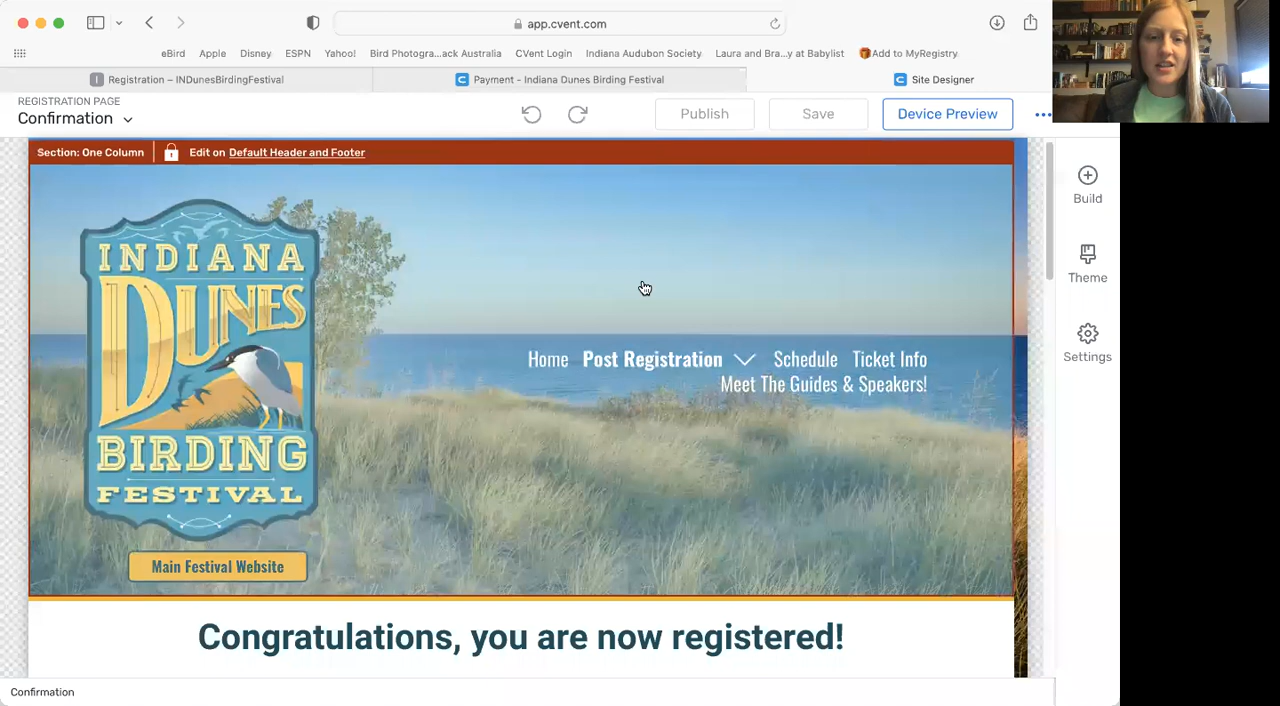 app.cvent.com
eBird Apple Disney ESPN Yahoo! Bird Photogra...ack Australia CVent Login Indiana Audubon Society Laura and Bra...y at Babylist Add to MyRegistry
Registration – INDunesBirdingFestival Payment - Indiana Dunes Birding Festival Site Designer
REGISTRATION PAGE
Confirmation
Publish Save Device Preview
Section: One Column Edit on Default Header and Footer
Build
Theme
Settings
INDIANA
DUNES
BIRDING
FESTIVAL
Home Post Registration Schedule Ticket Info
Meet The Guides & Speakers!
Main Festival Website
Congratulations, you are now registered!
Confirmation